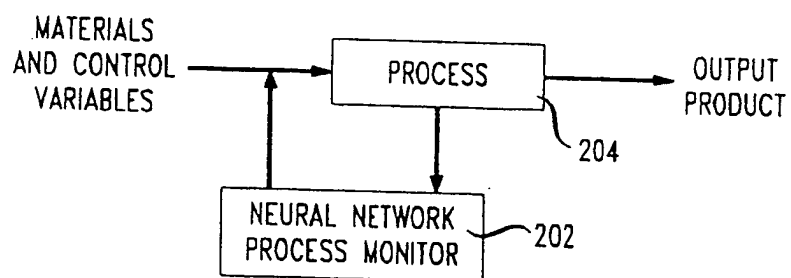 MATERIALS
AND CONTROL
VARIABLES
PROCESS
OUTPUT
PRODUCT
204
NEURAL NETWORK
PROCESS MONITOR
202